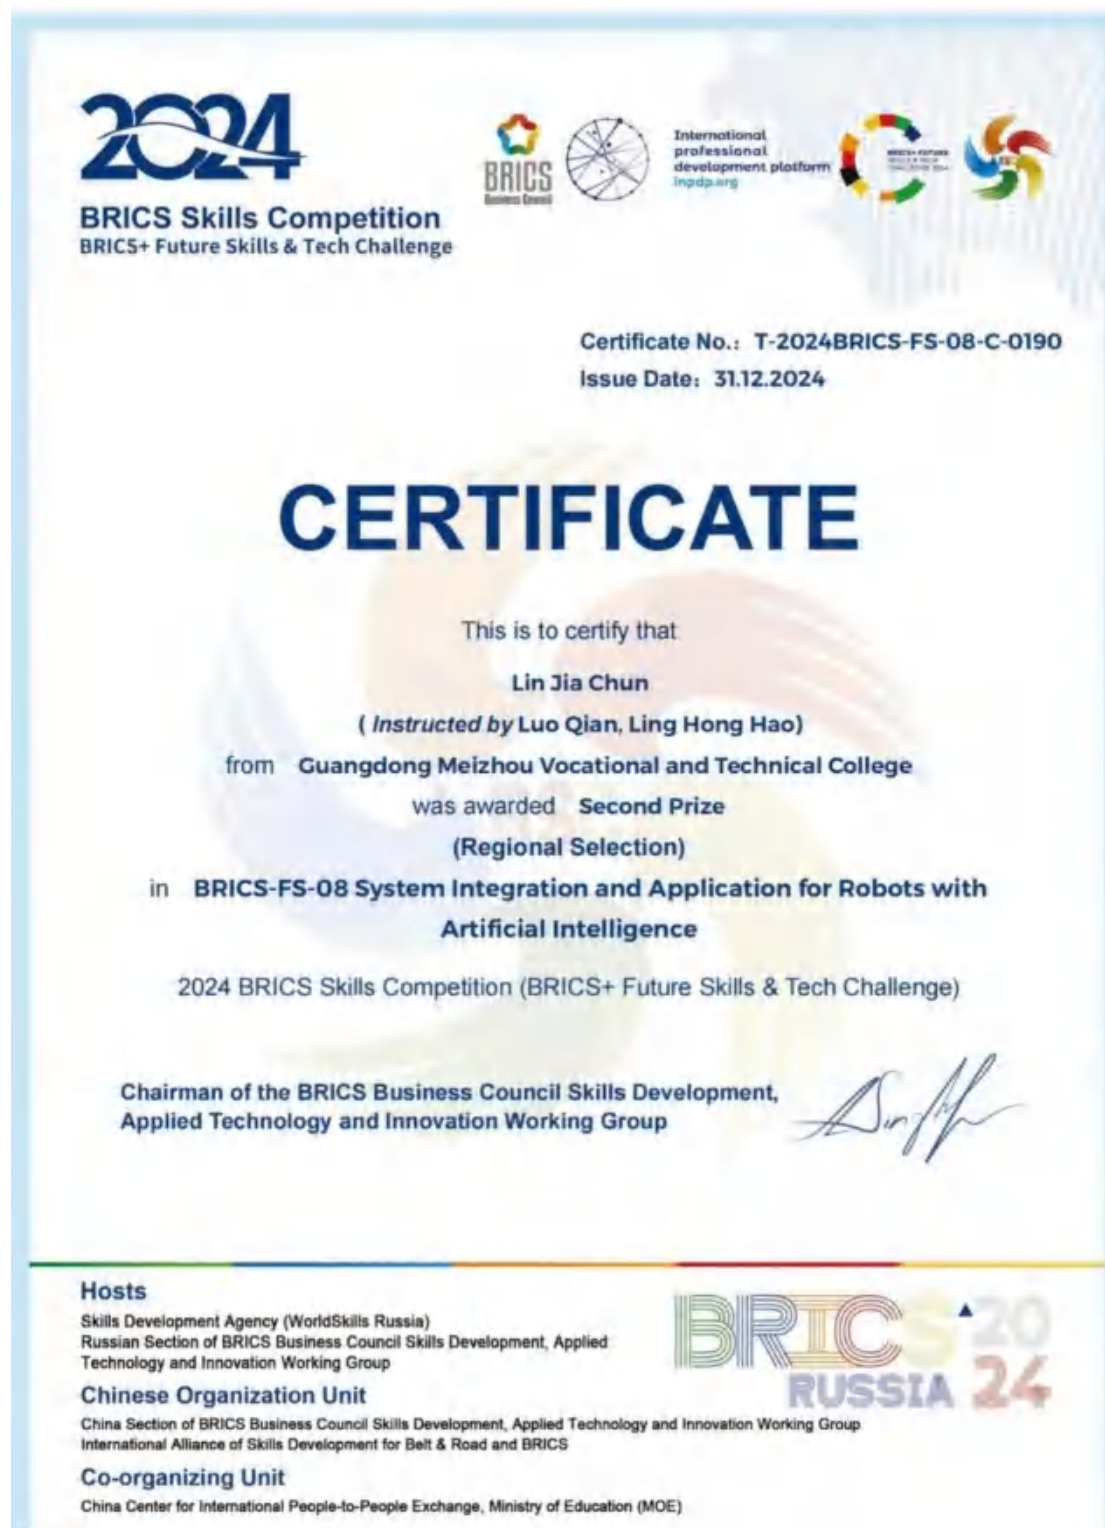 2024
BRICS Skills Competition
BRICS+ Future Skills & Tech Challenge
BRICS
Business Council
International
professional
development platform
inpdp.org
Certificate No.: T-2024BRICS-FS-08-C-0190
Issue Date: 31.12.2024
CERTIFICATE
This is to certify that
Lin Jia Chun
( Instructed by Luo Qian, Ling Hong Hao)
from Guangdong Meizhou Vocational and Technical College
was awarded Second Prize
(Regional Selection)
in BRICS-FS-08 System Integration and Application for Robots with
Artificial Intelligence
2024 BRICS Skills Competition (BRICS+ Future Skills & Tech Challenge)
Chairman of the BRICS Business Council Skills Development,
Applied Technology and Innovation Working Group
Hosts
Skills Development Agency (WorldSkills Russia)
Russian Section of BRICS Business Council Skills Development, Applied
Technology and Innovation Working Group
BRICS 20
RUSSIA 24
Chinese Organization Unit
China Section of BRICS Business Council Skills Development, Applied Technology and Innovation Working Group
International Alliance of Skills Development for Belt & Road and BRICS
Co-organizing Unit
China Center for International People-to-People Exchange, Ministry of Education (MOE)